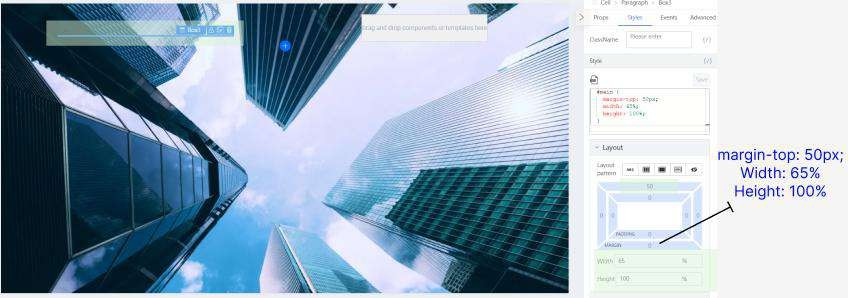 Cell > Paragraph > Box3
Props Styles Events Advanced
Box3
Drag and drop components or templates here
ClassName Please enter {/}
Style {/}
Save
#main {
margin-top: 50px;
width: 65%;
height: 100%;
}
Layout
Layout
pattern
50
0
0 0 0 0
PADDING 0
MARGIN 0
Width 65 %
Height 100 %
margin-top: 50px;
Width: 65%
Height: 100%